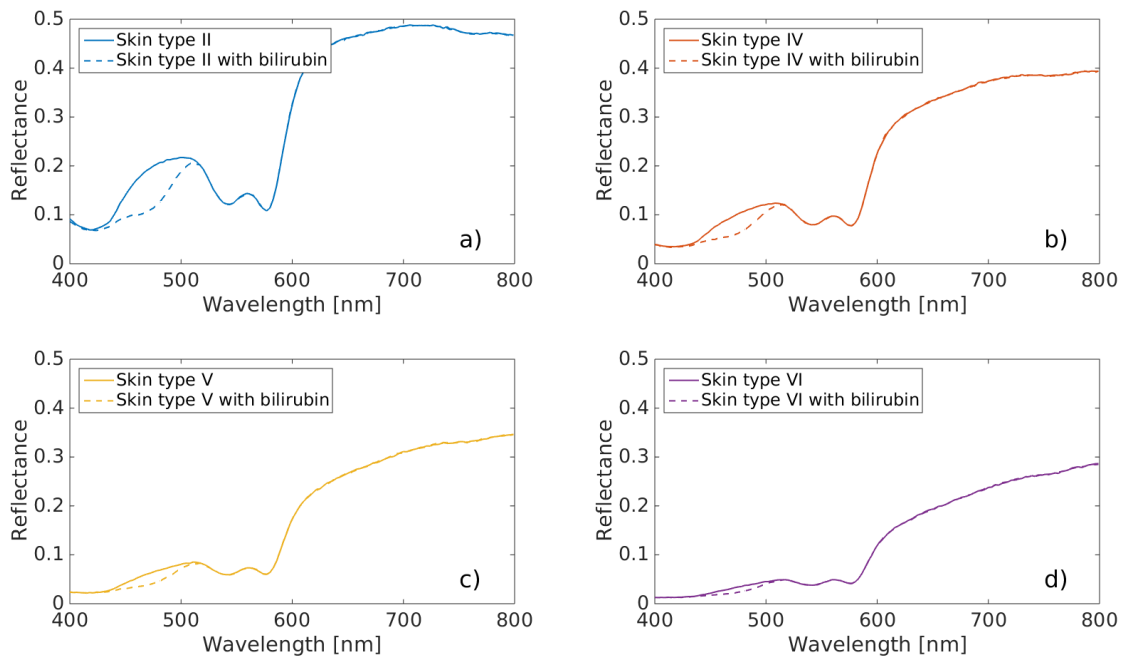 0.5
0.4
0.3
0.2
0.1
0
Reflectance
Skin type II
Skin type II with bilirubin
a)
400 500 600 700 800
Wavelength [nm]
0.5
0.4
0.3
0.2
0.1
0
Reflectance
Skin type IV
Skin type IV with bilirubin
b)
400 500 600 700 800
Wavelength [nm]
0.5
0.4
0.3
0.2
0.1
0
Reflectance
Skin type V
Skin type V with bilirubin
c)
400 500 600 700 800
Wavelength [nm]
0.5
0.4
0.3
0.2
0.1
0
Reflectance
Skin type VI
Skin type VI with bilirubin
d)
400 500 600 700 800
Wavelength [nm]